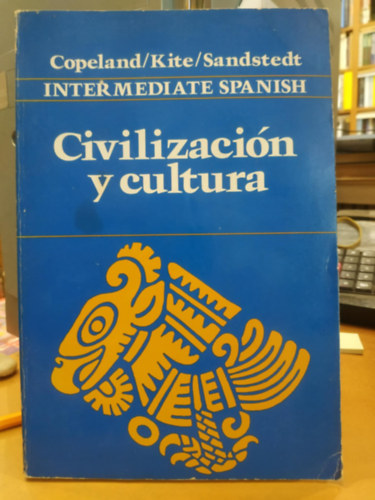 Copeland/Kite/Sandstedt
INTERMEDIATE SPANISH
Civilización
y cultura